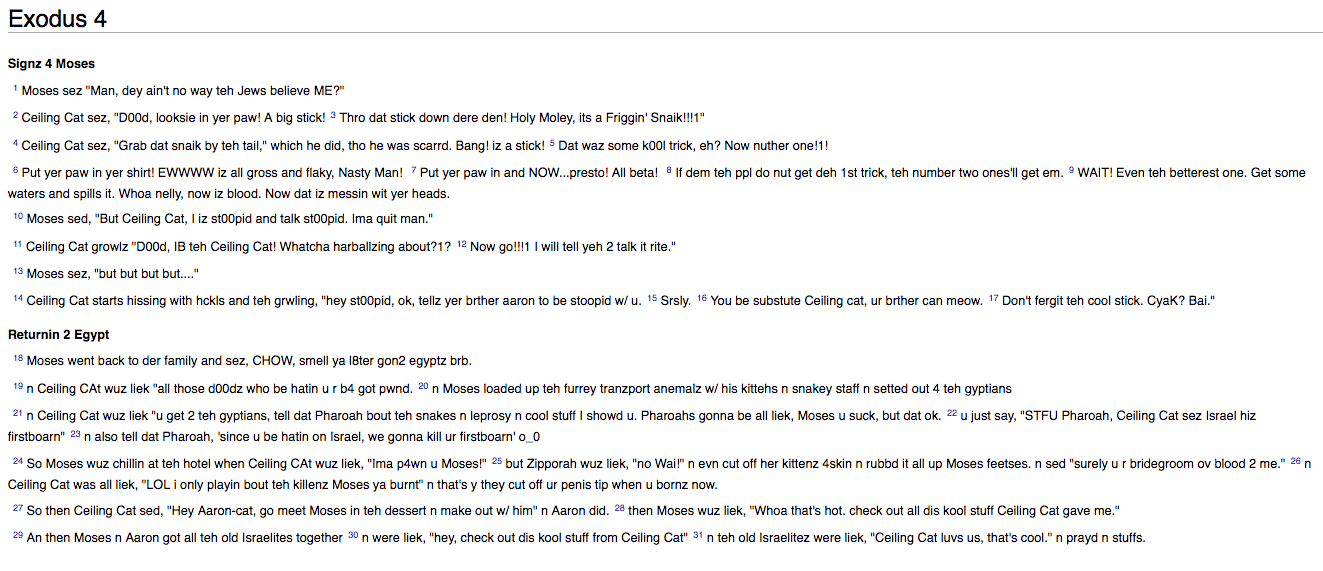 Exodus 4
Signz 4 Moses
1 Moses sez "Man, dey ain't no way teh Jews believe ME?"
2 Ceiling Cat sez, "D00d, looksie in yer paw! A big stick! 3 Thro dat stick down dere den! Holy Moley, its a Friggin' Snaik!!!1"
4 Ceiling Cat sez, "Grab dat snaik by teh tail," which he did, tho he was scarrd. Bang! iz a stick! 5 Dat waz some k00l trick, eh? Now nuther one!1!
6 Put yer paw in yer shirt! EWWWW iz all gross and flaky, Nasty Man! 7 Put yer paw in and NOW...presto! All beta! 8 If dem teh ppl do nut get deh 1st trick, teh number two ones'll get em. 9 WAIT! Even teh betterest one. Get some
waters and spills it. Whoa nelly, now iz blood. Now dat iz messin wit yer heads.
10 Moses sed, "But Ceiling Cat, I iz st00pid and talk st00pid. Ima quit man."
11 Ceiling Cat growlz "D00d, IB teh Ceiling Cat! Whatcha harballzing about?1? 12 Now go!!!1 I will tell yeh 2 talk it rite."
13 Moses sez, "but but but but...."
14 Ceiling Cat starts hissing with hckls and teh grwling, "hey st00pid, ok, tellz yer brther aaron to be stoopid w/ u. 15 Srsly. 16 You be substute Ceiling cat, ur brther can meow. 17 Don't fergit teh cool stick. CyaK? Bai."
Returnin 2 Egypt
18 Moses went back to der family and sez, CHOW, smell ya l8ter gon2 egyptz brb.
19 n Ceiling CAt wuz liek "all those d00dz who be hatin u r b4 got pwnd. 20 n Moses loaded up teh furrey tranzport anemalz w/ his kittehs n snakey staff n setted out 4 teh gyptians
21 n Ceiling Cat wuz liek "u get 2 teh gyptians, tell dat Pharoah bout teh snakes n leprosy n cool stuff I showd u. Pharoahs gonna be all liek, Moses u suck, but dat ok. 22 u just say, "STFU Pharoah, Ceiling Cat sez Israel hiz
firstboarn" 23 n also tell dat Pharoah, 'since u be hatin on Israel, we gonna kill ur firstboarn' o_0
24 So Moses wuz chillin at teh hotel when Ceiling CAt wuz liek, "Ima p4wn u Moses!" 25 but Zipporah wuz liek, "no Wai!" n evn cut off her kittenz 4skin n rubbd it all up Moses feetses. n sed "surely u r bridegroom ov blood 2 me." 26 n
Ceiling Cat was all liek, "LOL i only playin bout teh killenz Moses ya burnt" n that's y they cut off ur penis tip when u bornz now.
27 So then Ceiling Cat sed, "Hey Aaron-cat, go meet Moses in teh dessert n make out w/ him" n Aaron did. 28 then Moses wuz liek, "Whoa that's hot. check out all dis kool stuff Ceiling Cat gave me."
29 An then Moses n Aaron got all teh old Israelites together 30 n were liek, "hey, check out dis kool stuff from Ceiling Cat" 31 n teh old Israelitez were liek, "Ceiling Cat luvs us, that's cool." n prayd n stuffs.